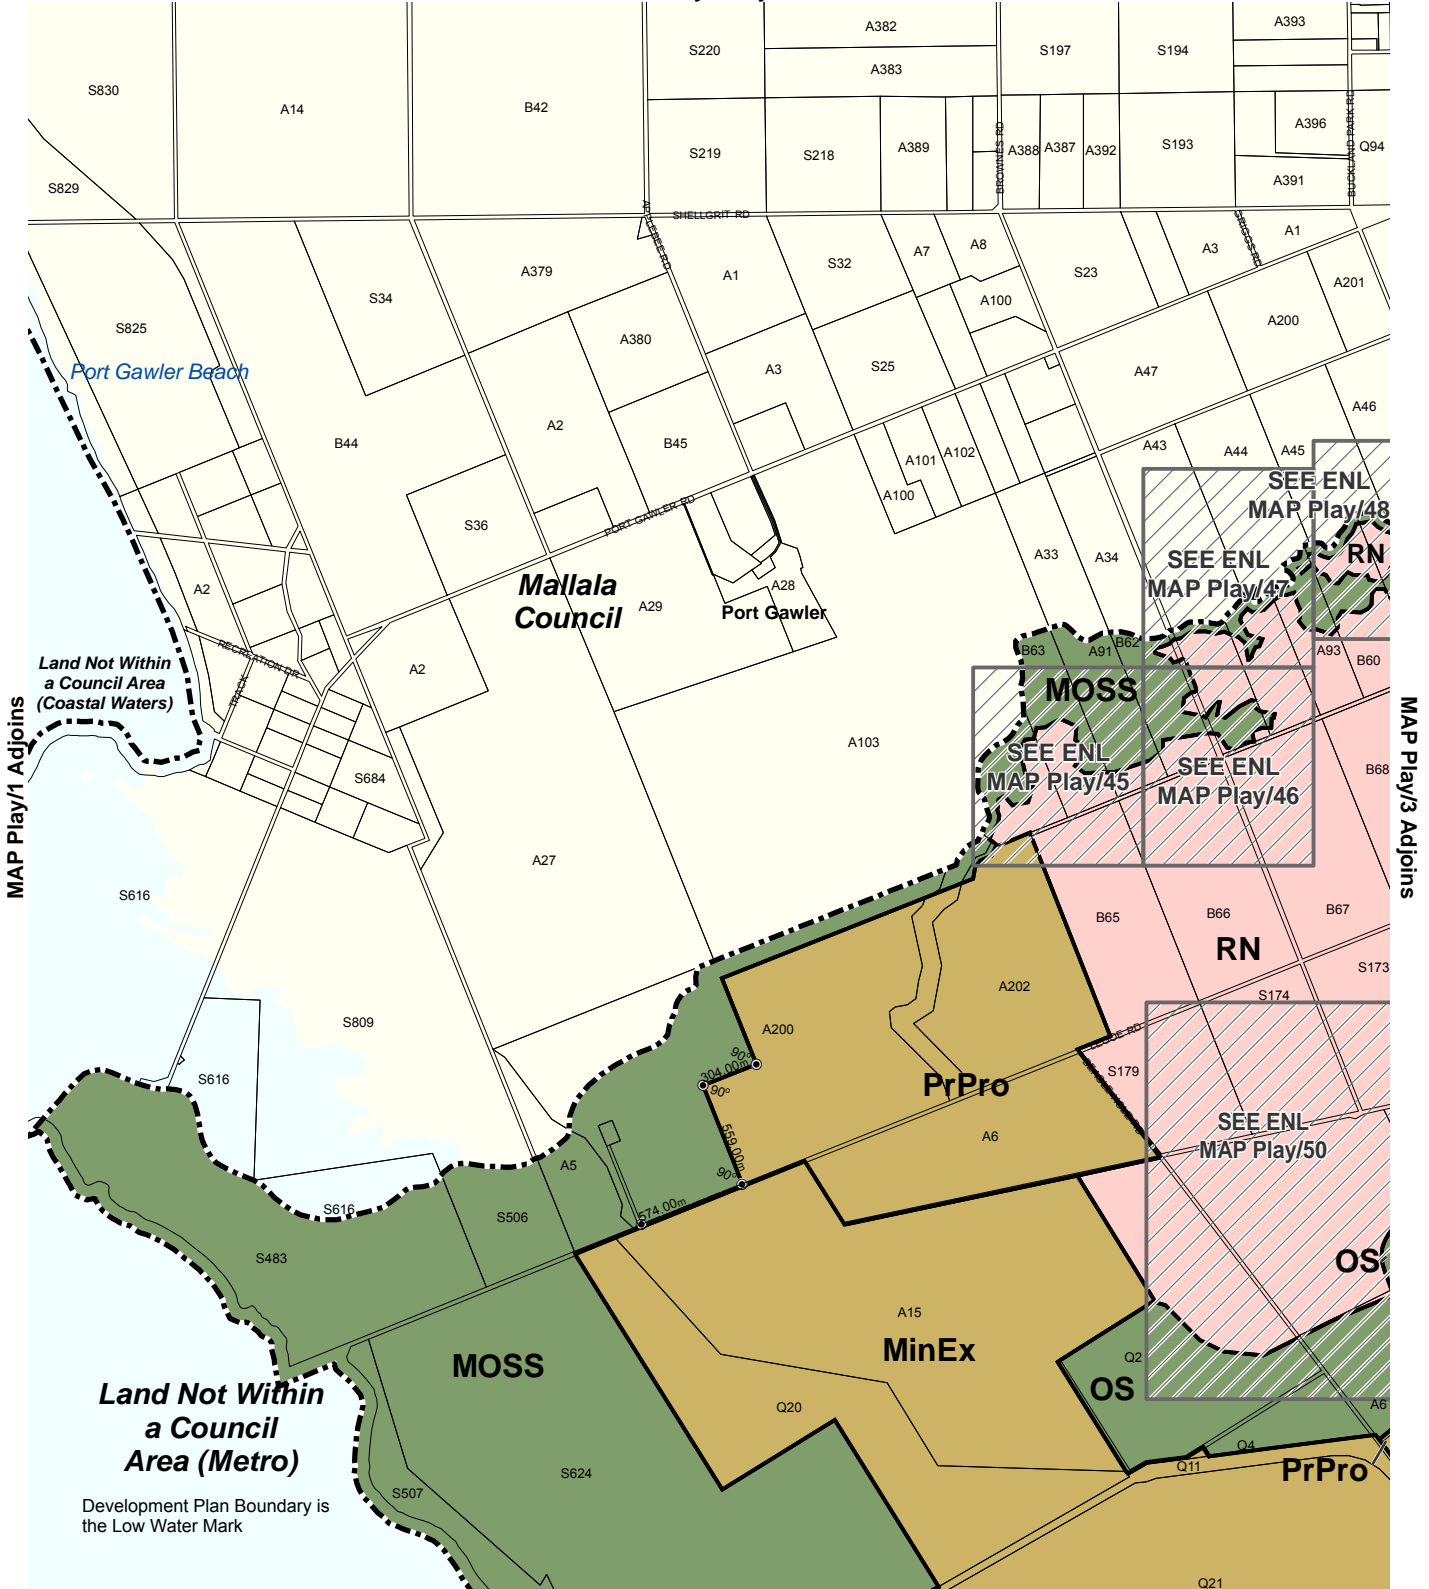 A382
A393
S220
S197
S194
A383
S830
A14
B42
A396
BUCKLAND PARK RD
BROWNES RD
S219
S218
A389
A388
A387
A392
S193
Q94
A391
S829
SHELLGRIT RD
APPLEBEE RD
GRIGGS RD
A379
A1
S32
A7
A8
S23
A3
A1
S34
A100
A201
S825
A380
A200
Port Gawler Beach
A3
S25
A47
B44
A2
B45
A46
A43
A44
A45
A101
A102
A100
SEE ENL
MAP Play/48
S36
PORT GAWLER RD
A33
A34
RN
SEE ENL
MAP Play/47
Mallala
Council
A2
A29
A28
Port Gawler
B63
A91
B62
A93
B60
RECREATION DR
TRACK
Land Not Within
a Council Area
(Coastal Waters)
A2
MOSS
MAP Play/1 Adjoins
MAP Play/3 Adjoins
A103
SEE ENL
MAP Play/45
SEE ENL
MAP Play/46
B68
S684
A27
S616
B65
B66
B67
RN
S173
S174
A202
S809
A200
LEGOE RD
90°
304.00m
90°
S616
S179
PrPro
559.00m
SEE ENL
MAP Play/50
A6
A5
90°
S616
574.00m
S506
S483
OS
A15
MinEx
MOSS
Q2
OS
Land Not Within
a Council
Area (Metro)
Q20
A6
Q4
Q11
PrPro
S624
S507
Development Plan Boundary is
the Low Water Mark
Q21